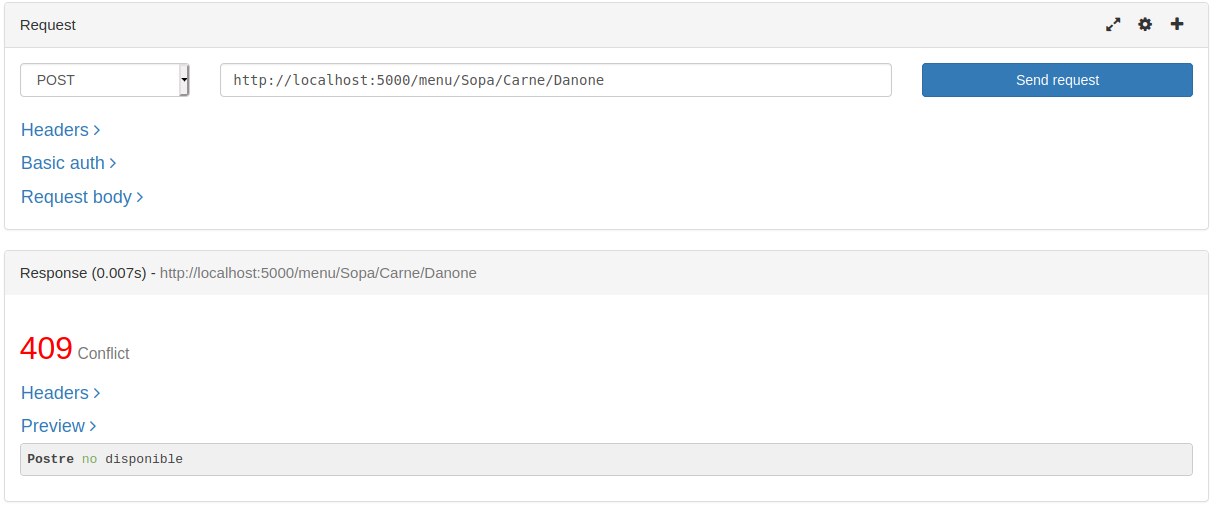 Request
POST
http://localhost:5000/menu/Sopa/Carne/Danone
Send request
Headers
Basic auth
Request body
Response (0.007s) - http://localhost:5000/menu/Sopa/Carne/Danone
409 Conflict
Headers
Preview
Postre no disponible